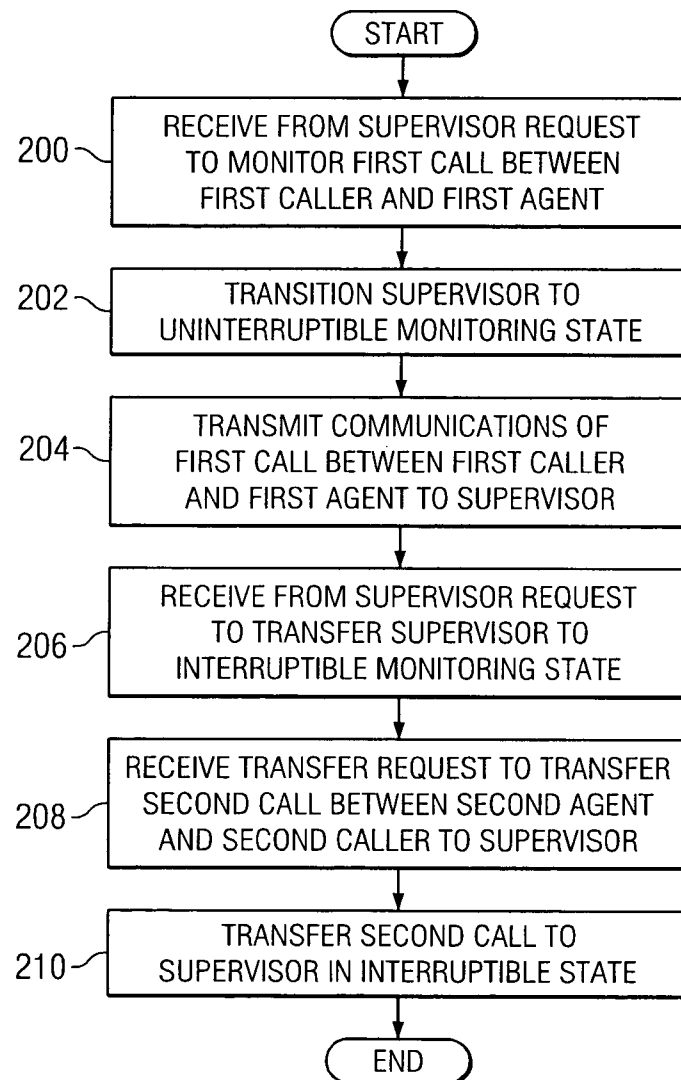 START
200
RECEIVE FROM SUPERVISOR REQUEST
TO MONITOR FIRST CALL BETWEEN
FIRST CALLER AND FIRST AGENT
202
TRANSITION SUPERVISOR TO
UNINTERRUPTIBLE MONITORING STATE
204
TRANSMIT COMMUNICATIONS OF
FIRST CALL BETWEEN FIRST CALLER
AND FIRST AGENT TO SUPERVISOR
206
RECEIVE FROM SUPERVISOR REQUEST
TO TRANSFER SUPERVISOR TO
INTERRUPTIBLE MONITORING STATE
208
RECEIVE TRANSFER REQUEST TO TRANSFER
SECOND CALL BETWEEN SECOND AGENT
AND SECOND CALLER TO SUPERVISOR
210
TRANSFER SECOND CALL TO
SUPERVISOR IN INTERRUPTIBLE STATE
END